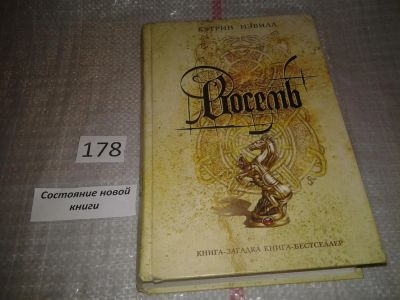 КЭТРИН НЭВИЛЛ
Восемь
178
Состояние новой
книги
КНИГА-ЗАГАДКА КНИГА-БЕСТСЕЛЛЕР